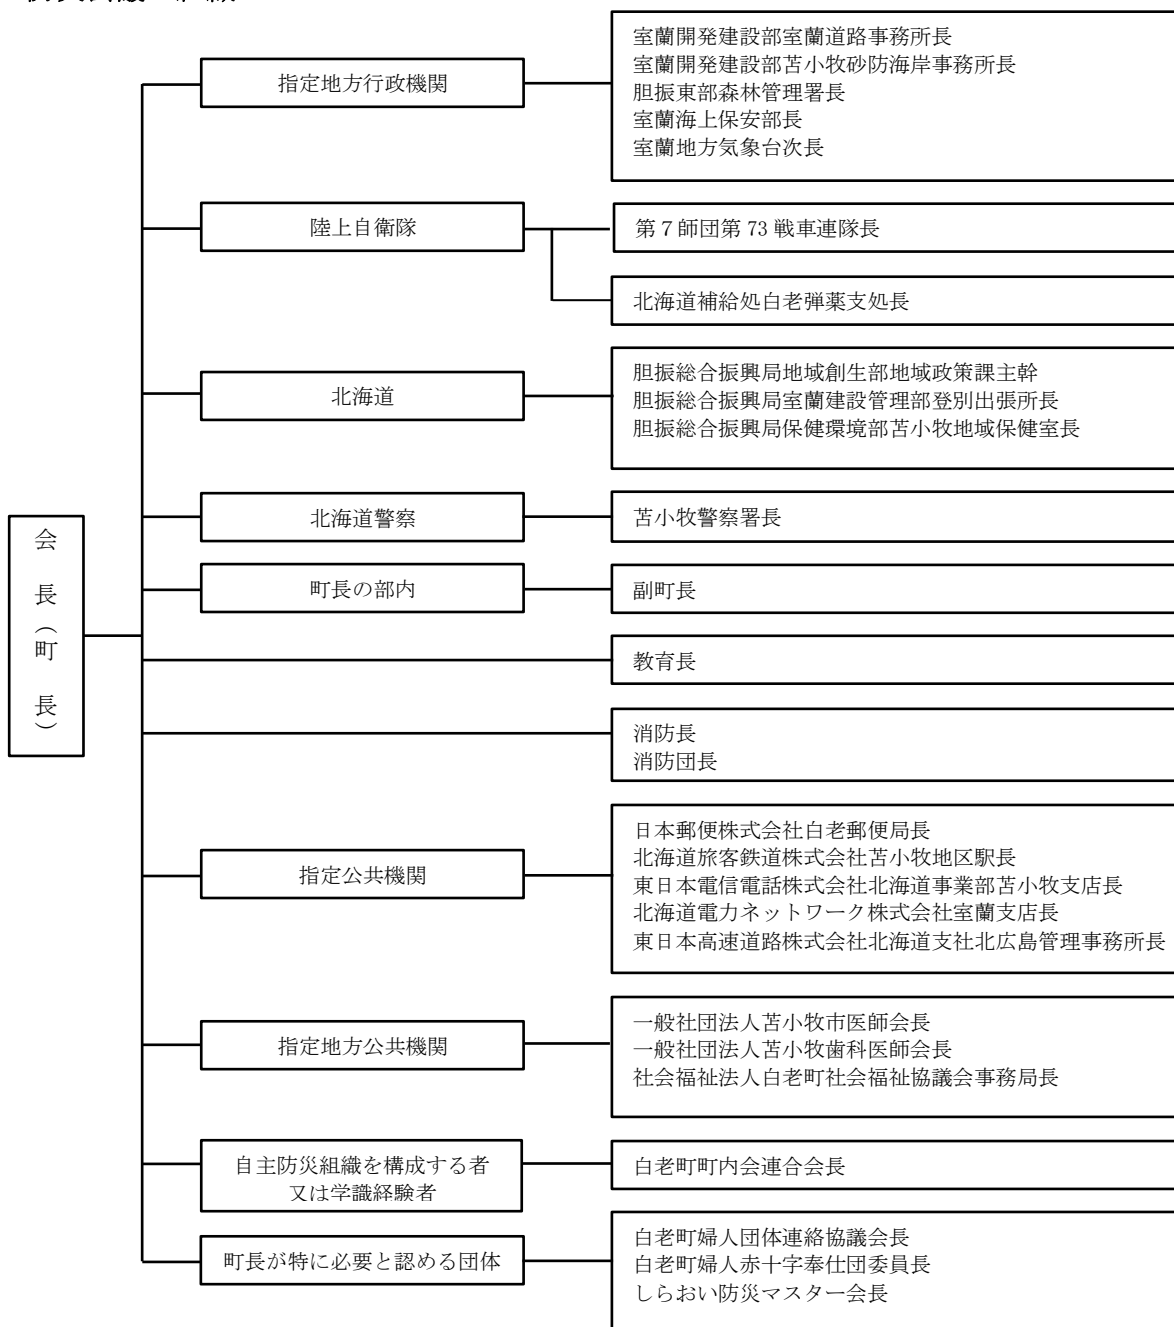 室蘭開発建設部室蘭道路事務所長
室蘭開発建設部苫小牧砂防海岸事務所長
指定地方行政機関
胆振東部森林管理署長
室蘭海上保安部長
室蘭地方気象台次長
陸上自衛隊
第7師団第73戦車連隊長
北海道補給処白老弾薬支処長
北海道
胆振総合振興局地域創生部地域政策課主幹
胆振総合振興局室蘭建設管理部登別出張所長
胆振総合振興局保健環境部苫小牧地域保健室長
会長(町長)
北海道警察
苫小牧警察署長
町長の部内
副町長
教育長
消防長
消防団長
指定公共機関
日本郵便株式会社白老郵便局長
北海道旅客鉄道株式会社苫小牧地区駅長
東日本電信電話株式会社北海道事業部苫小牧支店長
北海道電力ネットワーク株式会社室蘭支店長
東日本高速道路株式会社北海道支社北広島管理事務所長
指定地方公共機関
一般社団法人苫小牧市医師会長
一般社団法人苫小牧歯科医師会長
社会福祉法人白老町社会福祉協議会事務局長
自主防災組織を構成する者
又は学識経験者
白老町町内会連合会長
町長が特に必要と認める団体
白老町婦人団体連絡協議会長
白老町婦人赤十字奉仕団委員長
しらおい防災マスター会長